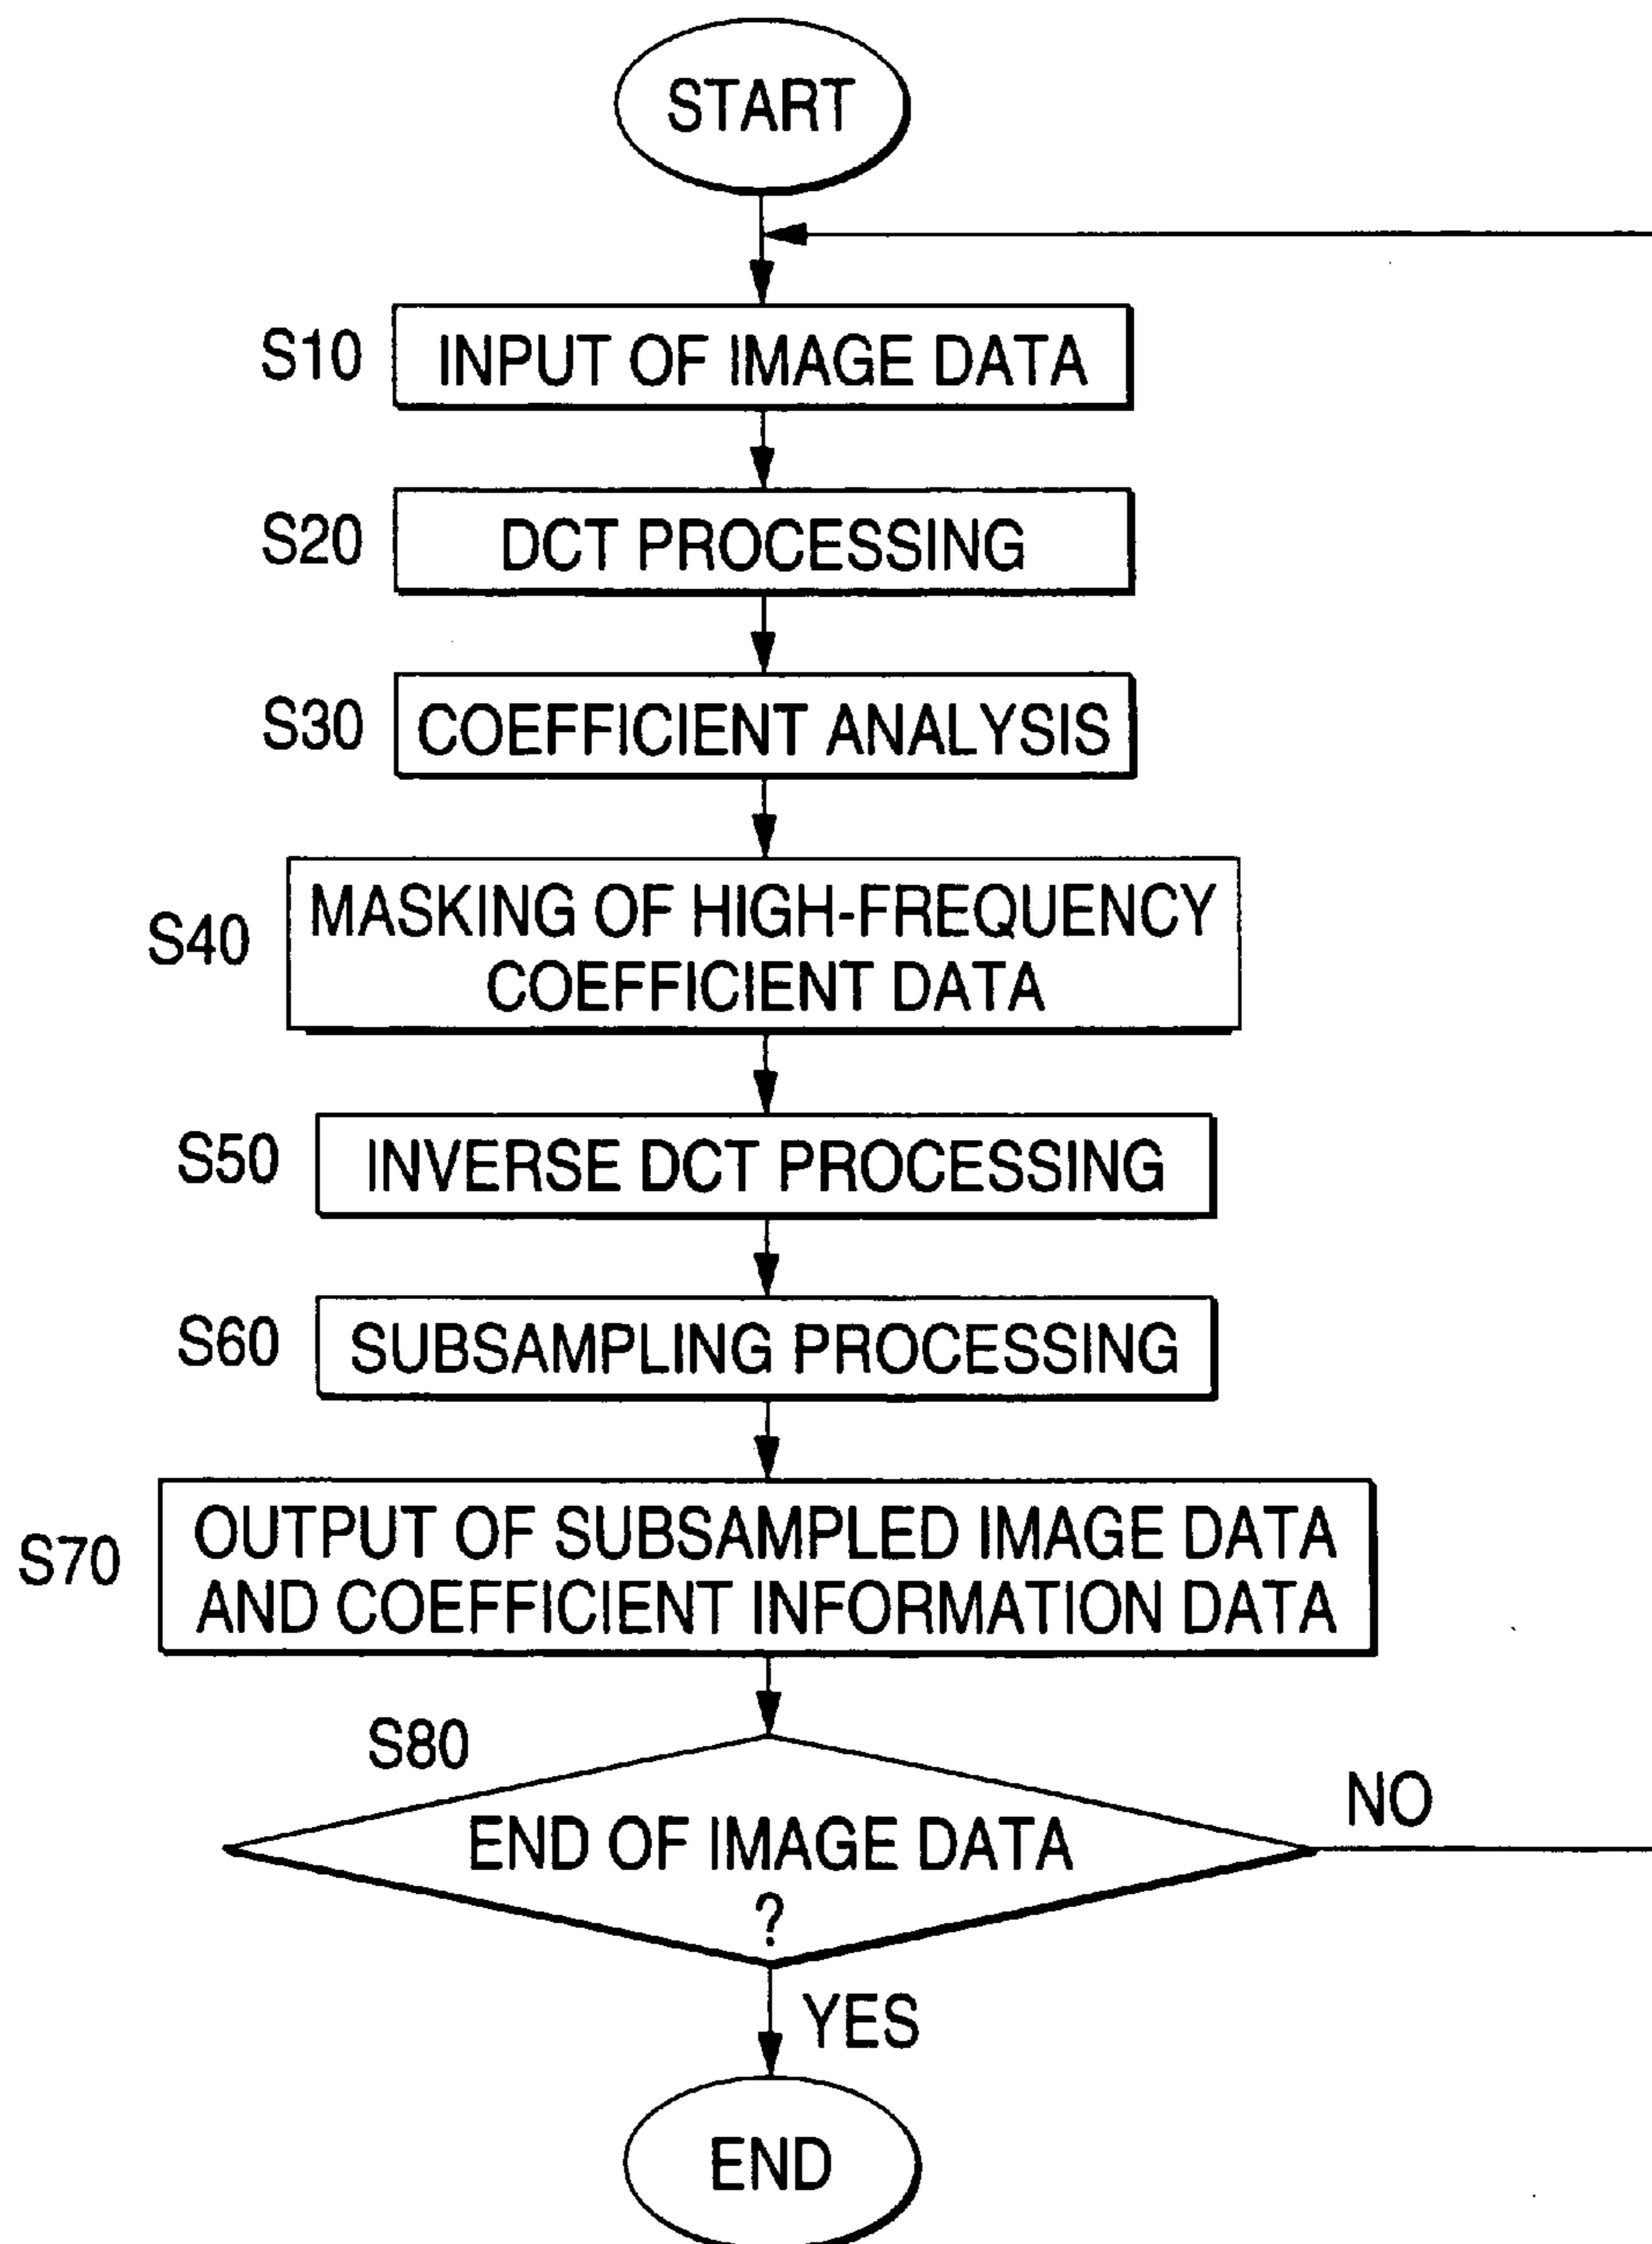 START
S10
INPUT OF IMAGE DATA
S20
DCT PROCESSING
S30
COEFFICIENT ANALYSIS
S40
MASKING OF HIGH-FREQUENCY
COEFFICIENT DATA
S50
INVERSE DCT PROCESSING
S60
SUBSAMPLING PROCESSING
S70
OUTPUT OF SUBSAMPLED IMAGE DATA
AND COEFFICIENT INFORMATION DATA
S80
END OF IMAGE DATA
?
NO
YES
END